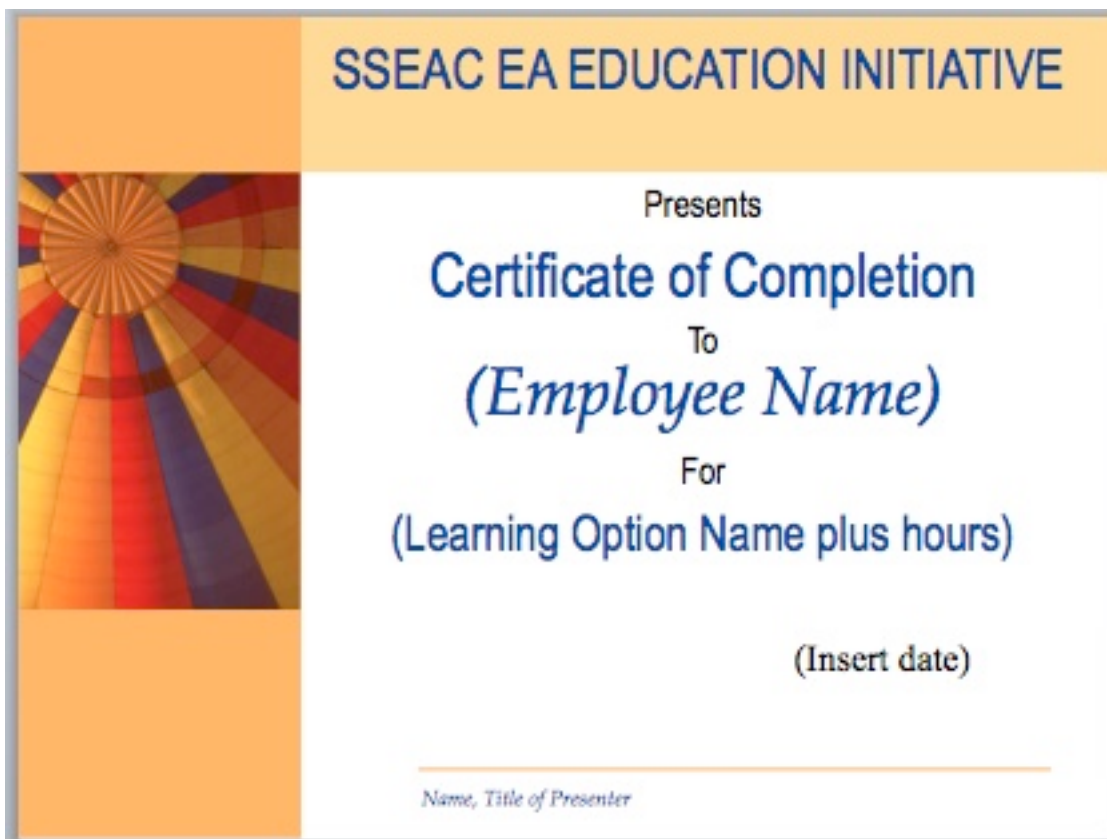 SSEAC EA EDUCATION INITIATIVE
Presents
Certificate of Completion
To
(Employee Name)
For
(Learning Option Name plus hours)
(Insert date)
Name, Title of Presenter